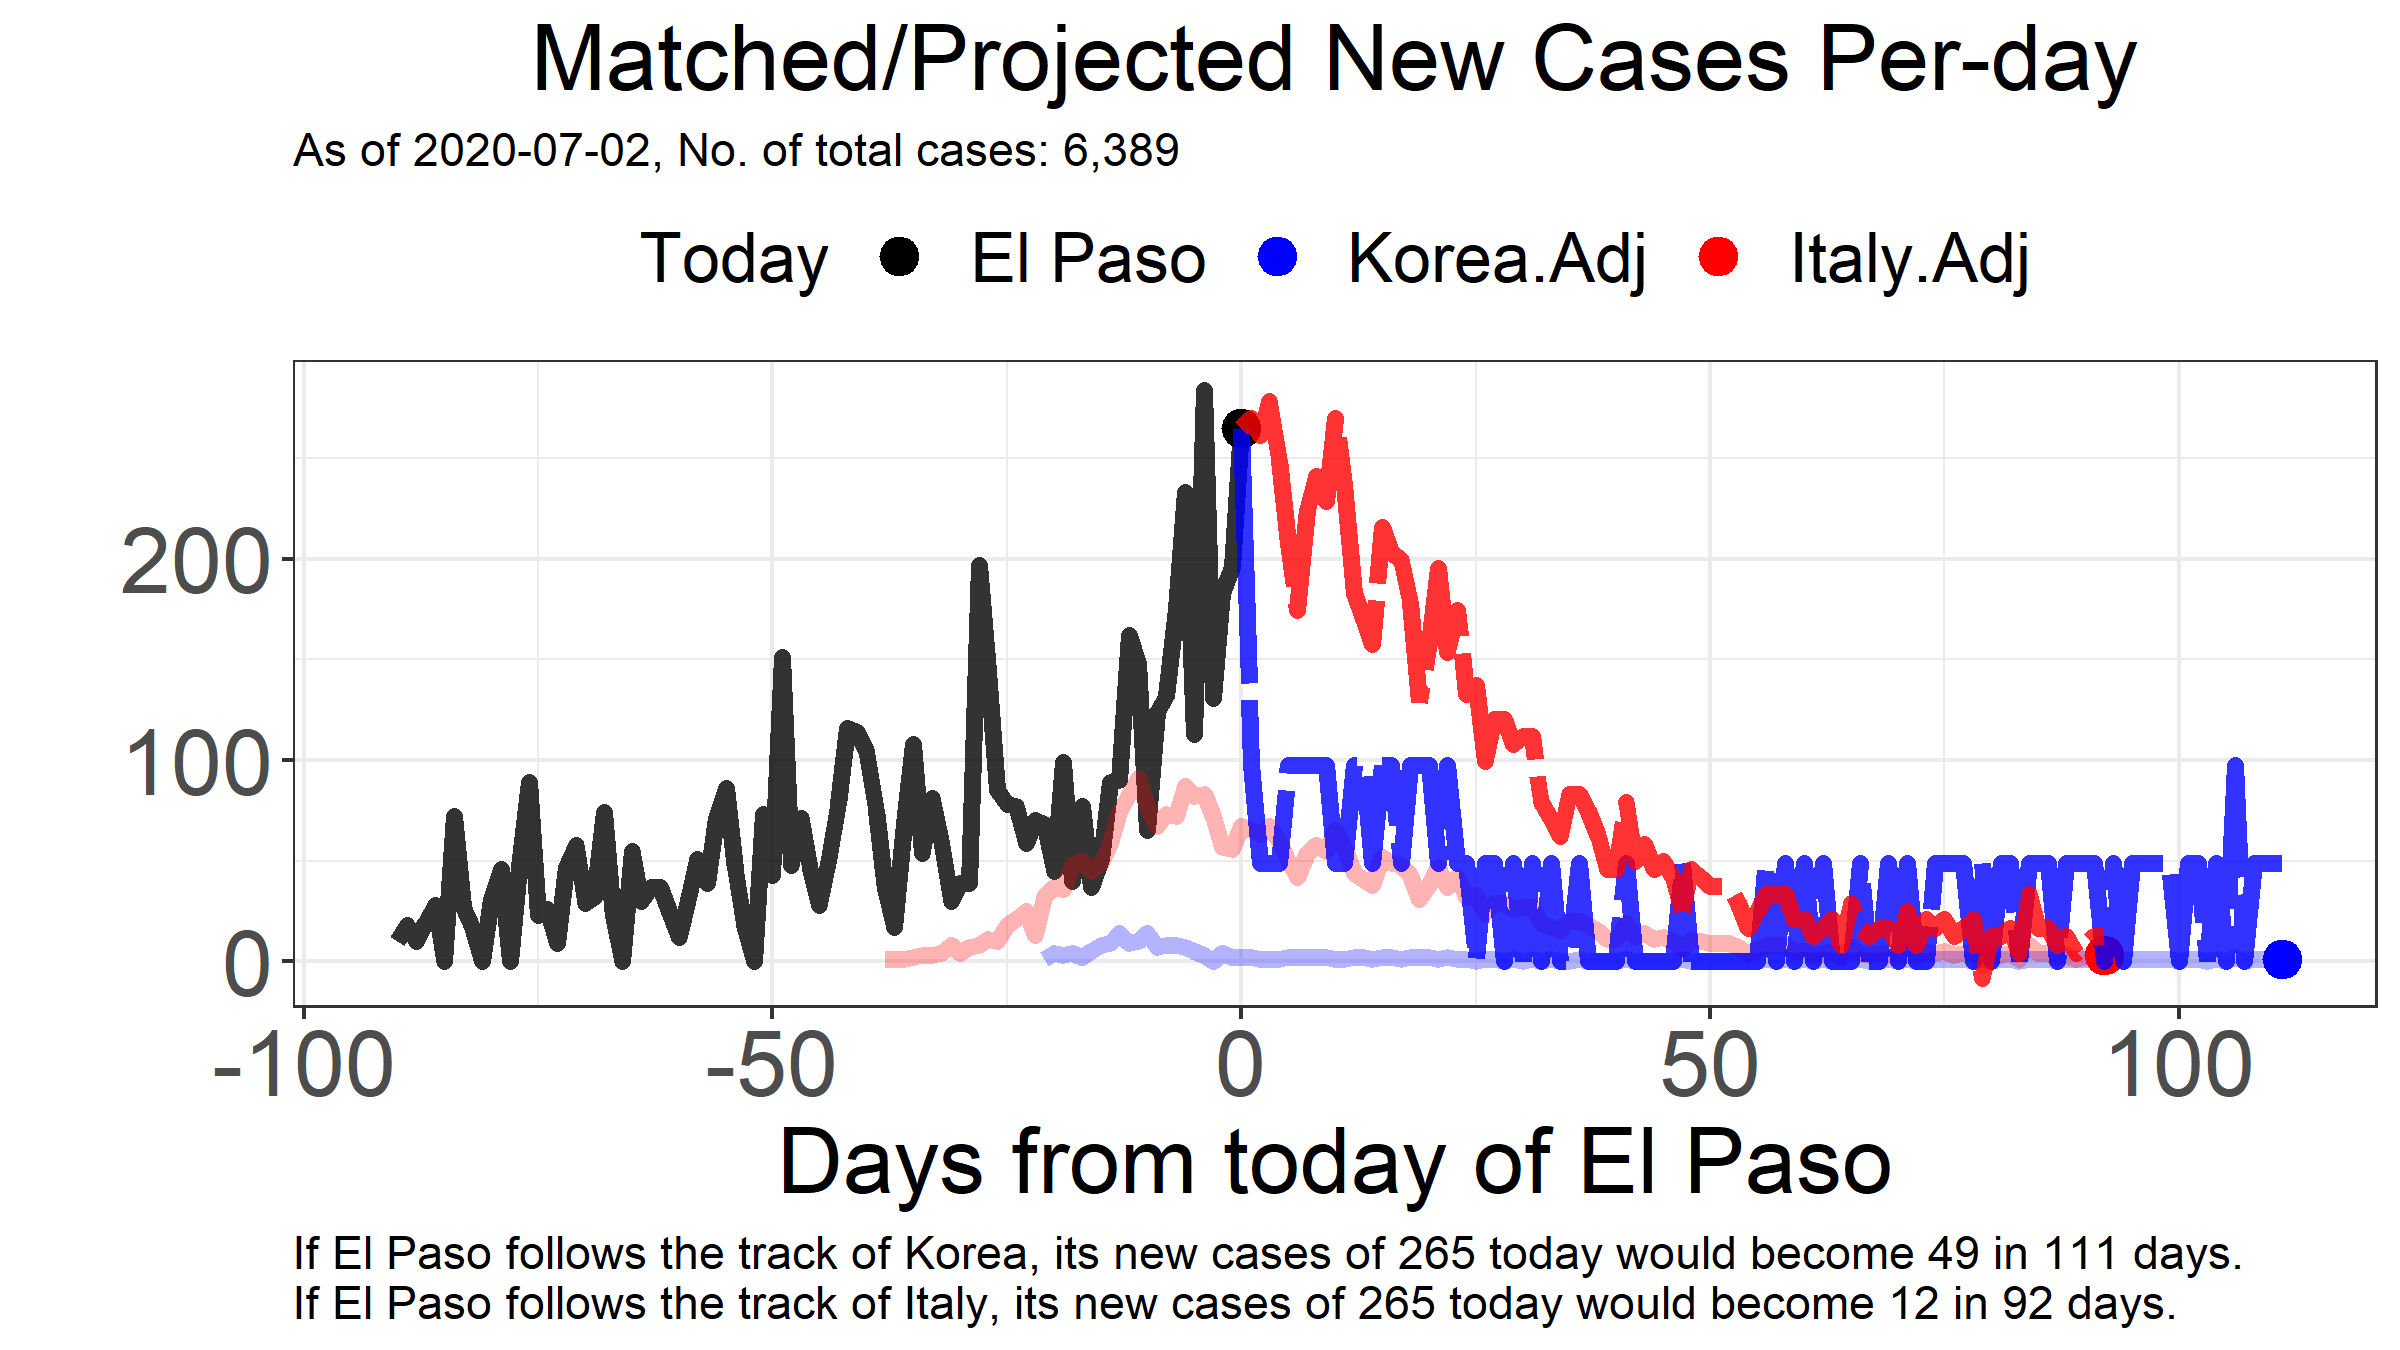 Matched/Projected New Cases Per-day
As of 2020-07-02, No. of total cases: 6,389
Today El Paso Korea.Adj Italy.Adj
200
100
0
-100 -50 0 50 100
Days from today of El Paso
If El Paso follows the track of Korea, its new cases of 265 today would become 49 in 111 days.
If El Paso follows the track of Italy, its new cases of 265 today would become 12 in 92 days.